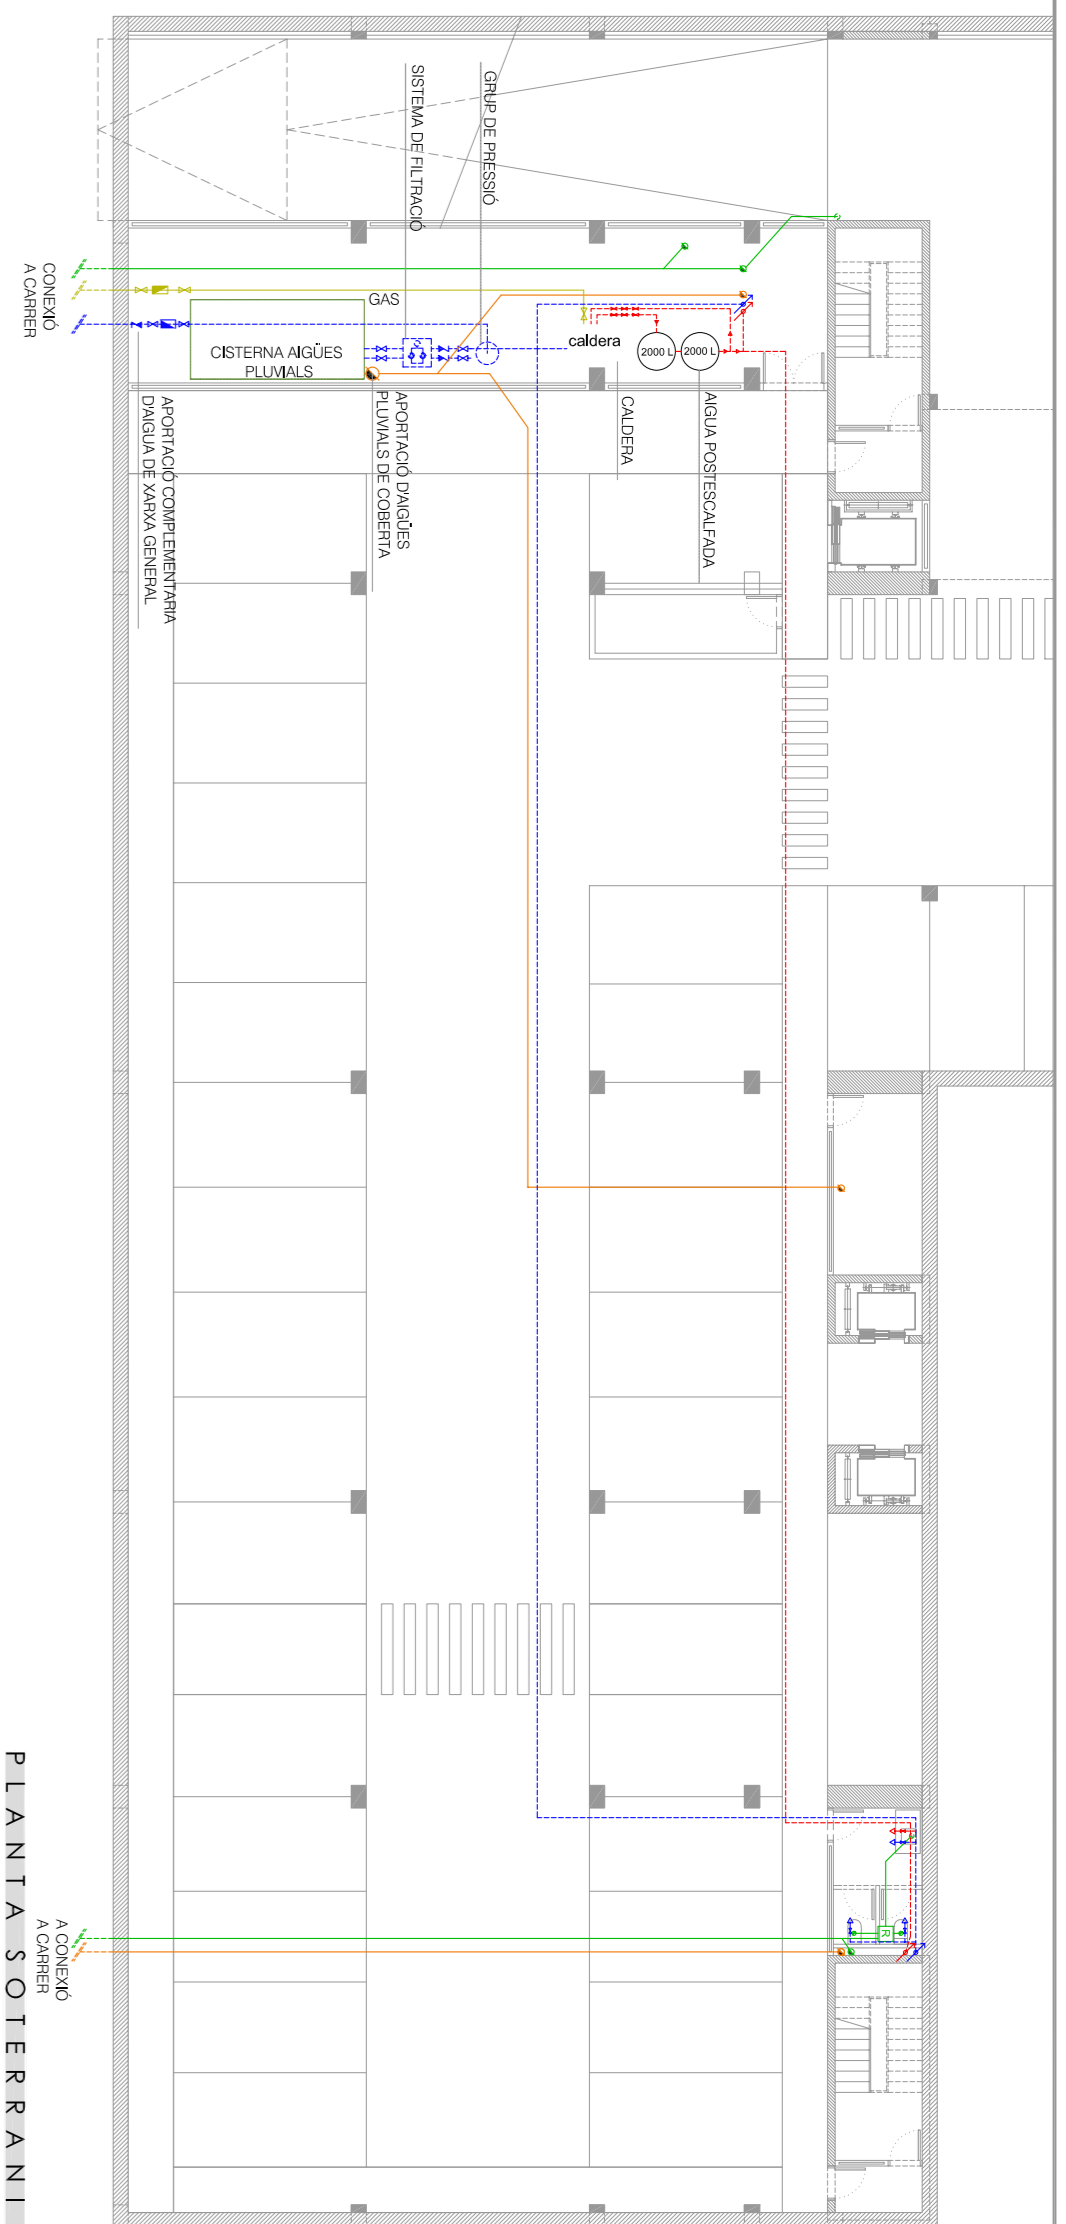 SISTEMA DE FILTRACIÓ
GRUP DE PRESSIÓ
CONEXIÓ
A CARRER
GAS
CISTERNA AIGÜES
PLUVIALS
caldera
2000 L
2000 L
APORTACIÓ COMPLEMENTARIA
D'AIGUA DE XARXA GENERAL
APORTACIÓ D'AIGÜES
PLUVIALS DE COBERTA
CALDERA
AIGUA POSTESCALFADA
R
A CONEXIÓ
A CARRER
PLANTA SOTERRANI